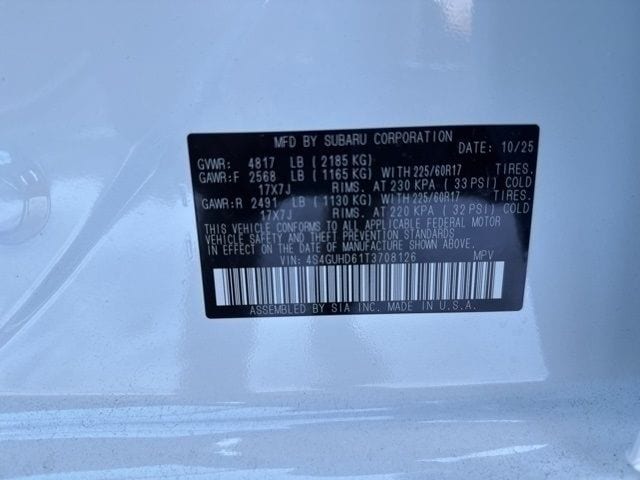 MFD BY SUBARU CORPORATION DATE: 10/25
GVWR: 4817 LB (2185 KG)
GAWR:F 2568 LB (1165 KG) WITH 225/60R17 TIRES.
17X7J RIMS. AT 230 KPA (33 PSI) COLD
GAWR:R 2491 LB (1130 KG) WITH 225/60R17 TIRES.
17X7J RIMS. AT 220 KPA (32 PSI) COLD
THIS VEHICLE CONFORMS TO ALL APPLICABLE FEDERAL MOTOR
VEHICLE SAFETY AND THEFT PREVENTION STANDARDS
IN EFFECT ON THE DATE OF MANUFACTURE SHOWN ABOVE.
VIN: 4S4GUHD61T3708126 MPV
ASSEMBLED BY SIA INC. MADE IN U.S.A.